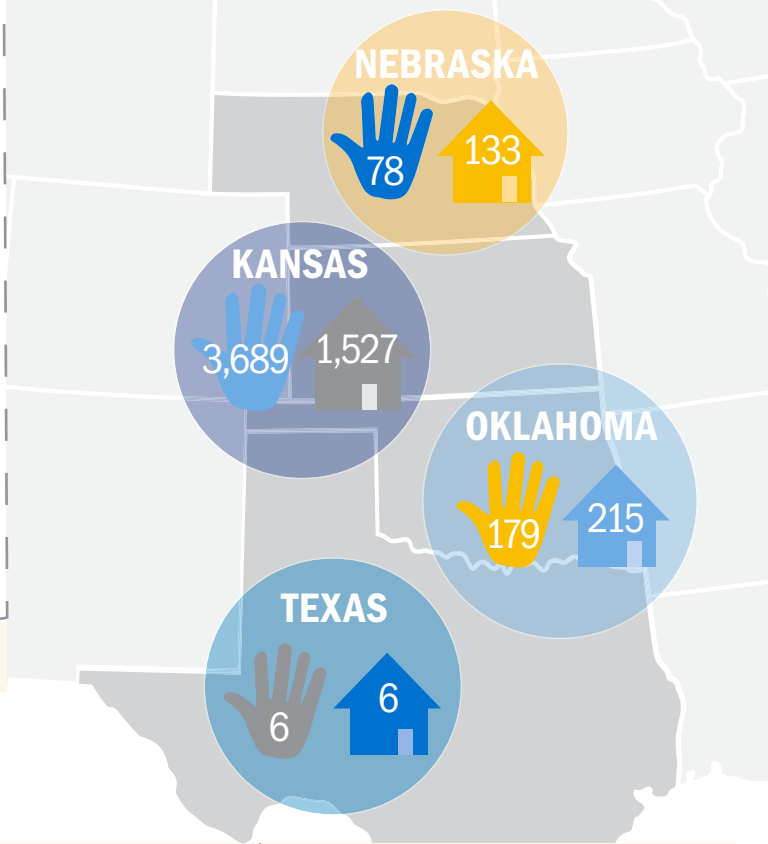 NEBRASKA
78
133
KANSAS
3,689
1,527
OKLAHOMA
179
215
TEXAS
6
6